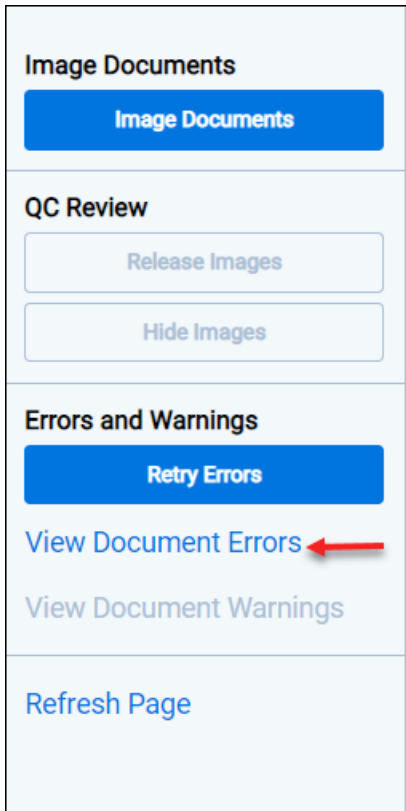 Image Documents
Image Documents
QC Review
Release Images
Hide Images
Errors and Warnings
Retry Errors
View Document Errors
View Document Warnings
Refresh Page